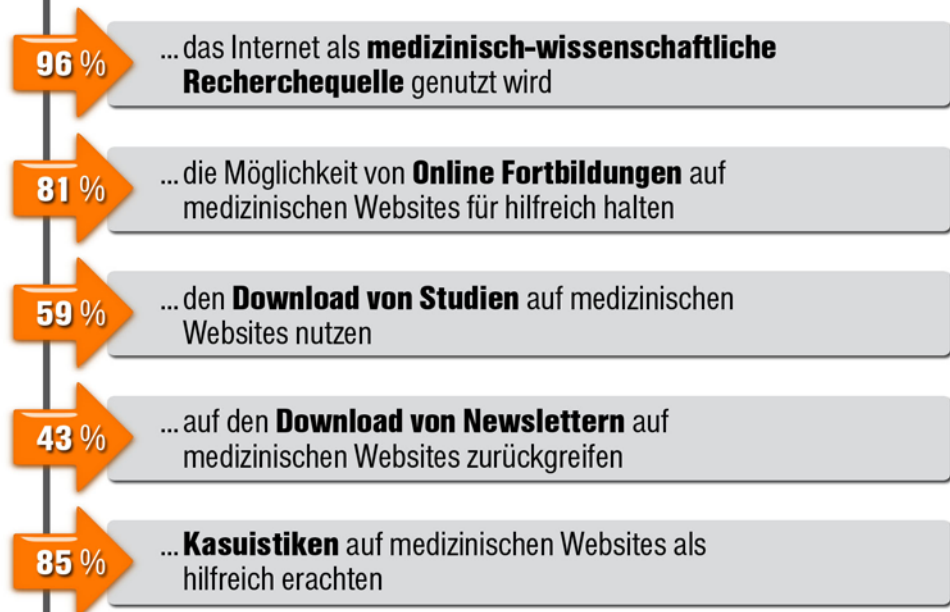 96 %
... das Internet als medizinisch-wissenschaftliche
Recherchequelle genutzt wird
81 %
... die Möglichkeit von Online Fortbildungen auf
medizinischen Websites für hilfreich halten
59 %
... den Download von Studien auf medizinischen
Websites nutzen
43 %
... auf den Download von Newslettern auf
medizinischen Websites zurückgreifen
85 %
... Kasuistiken auf medizinischen Websites als
hilfreich erachten